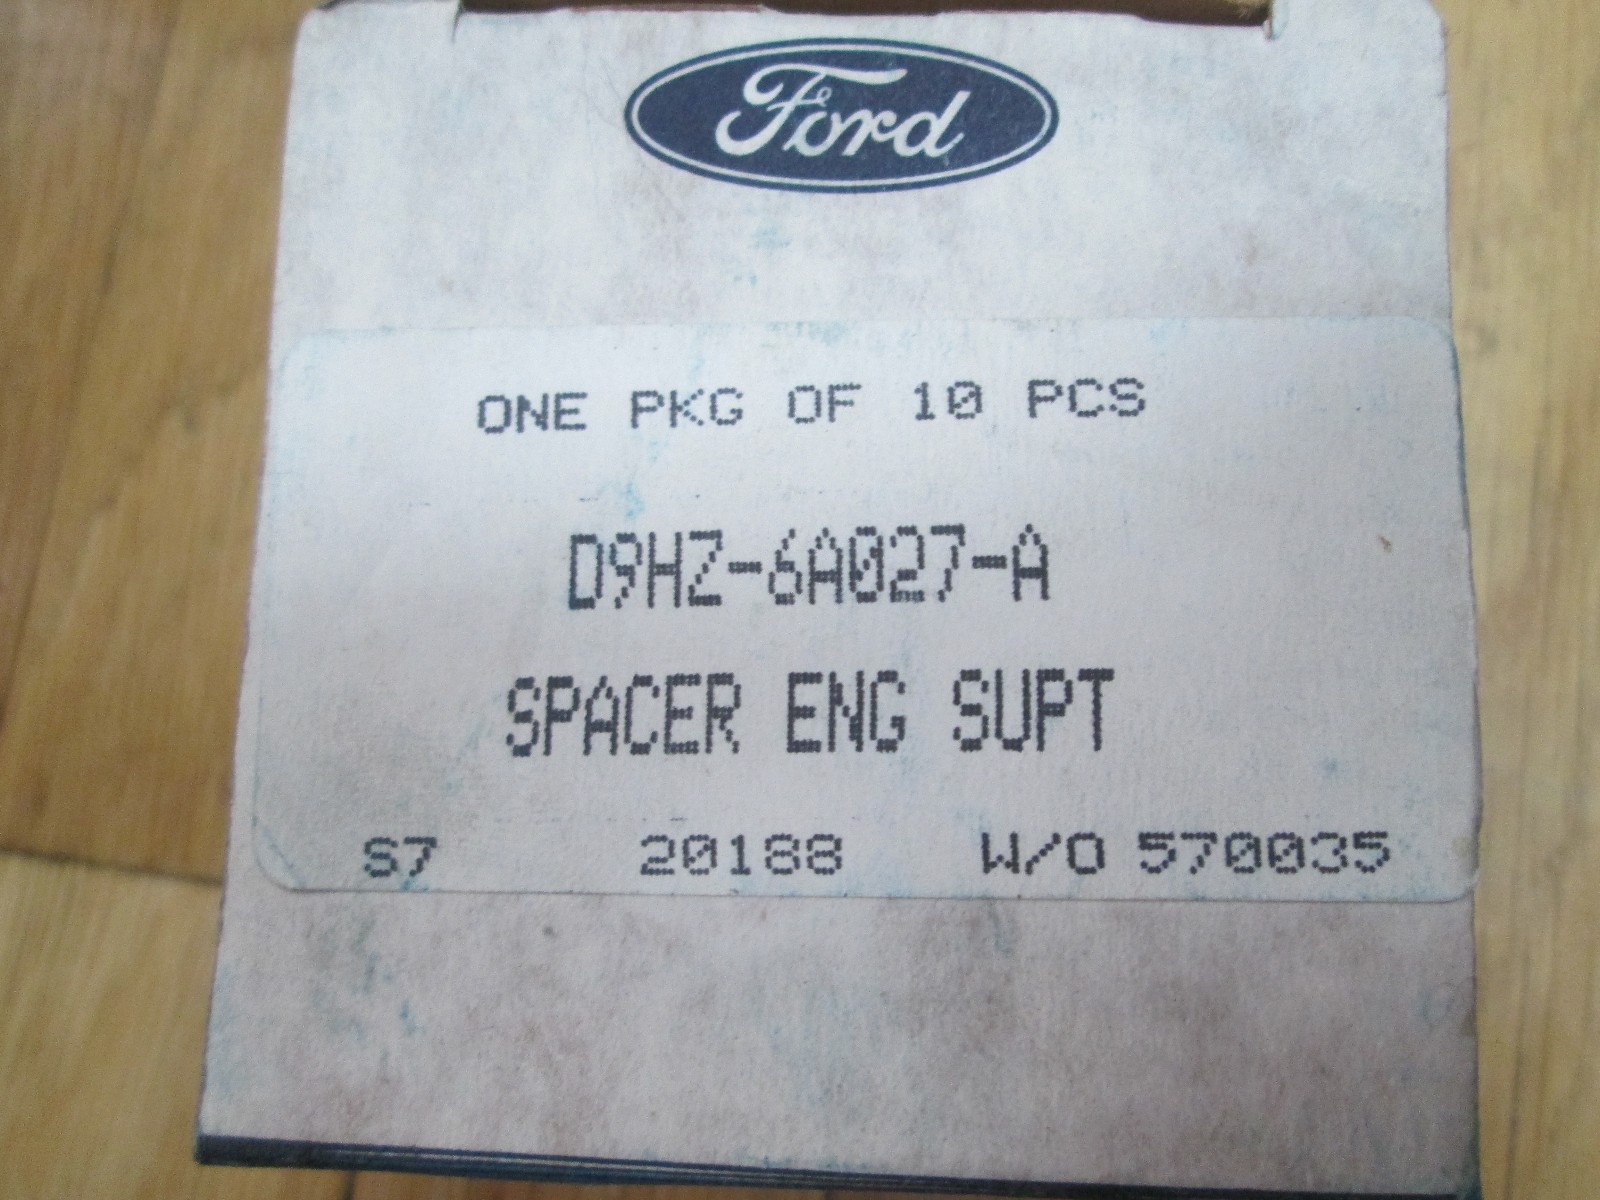 Ford
ONE PKG OF 10 PCS
D9HZ-6A027-A
SPACER ENG SUPT
S7 20188 W/O 570035